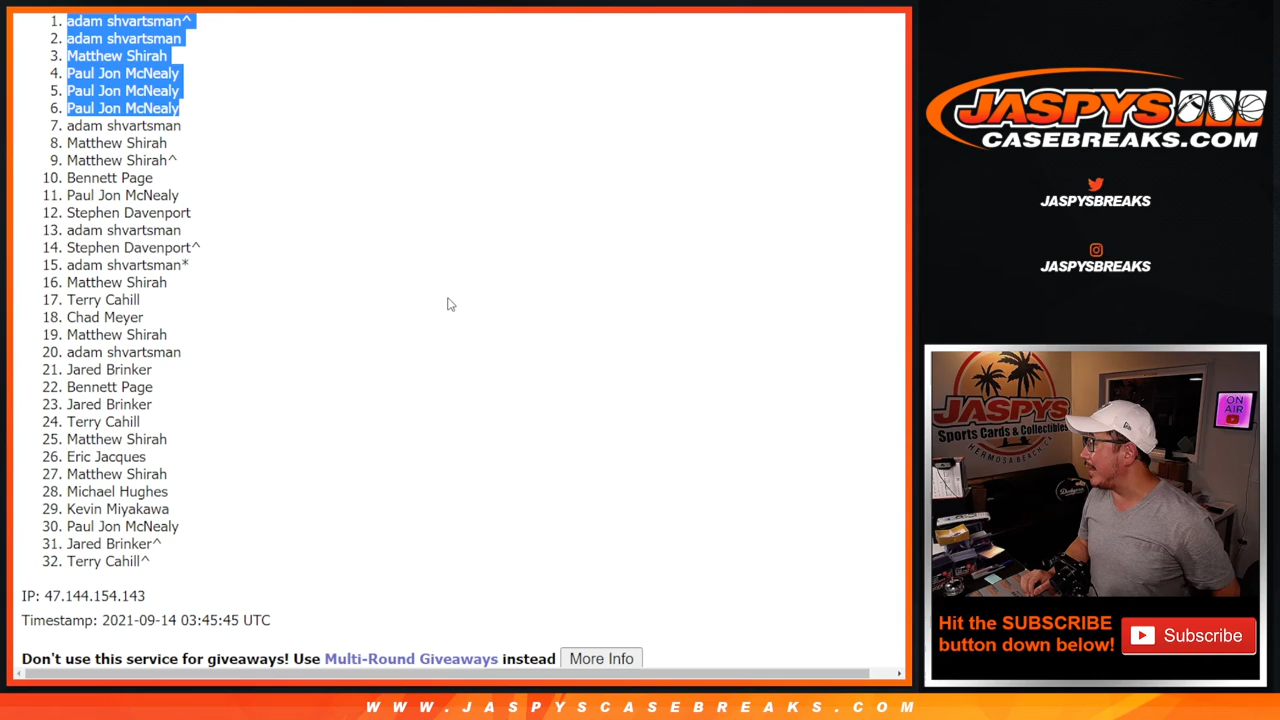 1. adam shvartsman^
2. adam shvartsman
3. Matthew Shirah
4. Paul Jon McNealy
5. Paul Jon McNealy
6. Paul Jon McNealy
7. adam shvartsman
8. Matthew Shirah
9. Matthew Shirah^
10. Bennett Page
11. Paul Jon McNealy
12. Stephen Davenport
13. adam shvartsman
14. Stephen Davenport^
15. adam shvartsman*
16. Matthew Shirah
17. Terry Cahill
18. Chad Meyer
19. Matthew Shirah
20. adam shvartsman
21. Jared Brinker
22. Bennett Page
23. Jared Brinker
24. Terry Cahill
25. Matthew Shirah
26. Eric Jacques
27. Matthew Shirah
28. Michael Hughes
29. Kevin Miyakawa
30. Paul Jon McNealy
31. Jared Brinker^
32. Terry Cahill^
IP: 47.144.154.143
Timestamp: 2021-09-14 03:45:45 UTC
Don't use this service for giveaways! Use Multi-Round Giveaways instead More Info
JASPYS
CASEBREAKS.COM
JASPYSBREAKS
JASPYSBREAKS
JASPYS
Sports Cards & Collectibles
HERMOSA BEACH, CA
ON
AIR
Dodgers
Hit the SUBSCRIBE
button down below!
Subscribe
WWW.JASPYSCASEBREAKS.COM